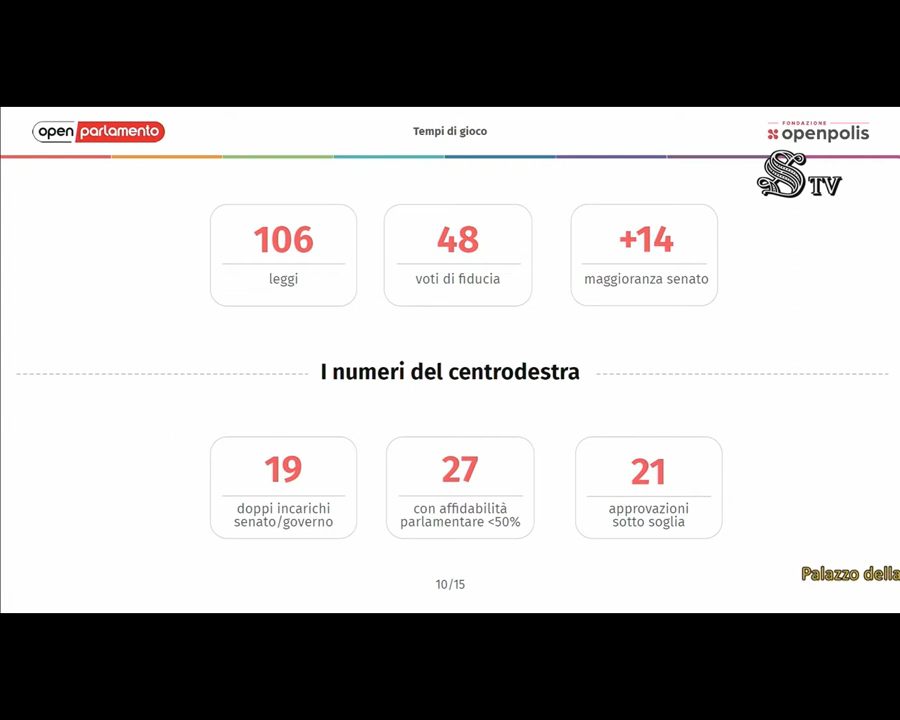 open parlamento
Tempi di gioco
FONDAZIONE
openpolis
S TV
106
leggi
48
voti di fiducia
+14
maggioranza senato
I numeri del centrodestra
19
doppi incarichi
senato/governo
27
con affidabilità
parlamentare <50%
21
approvazioni
sotto soglia
Palazzo della
10/15